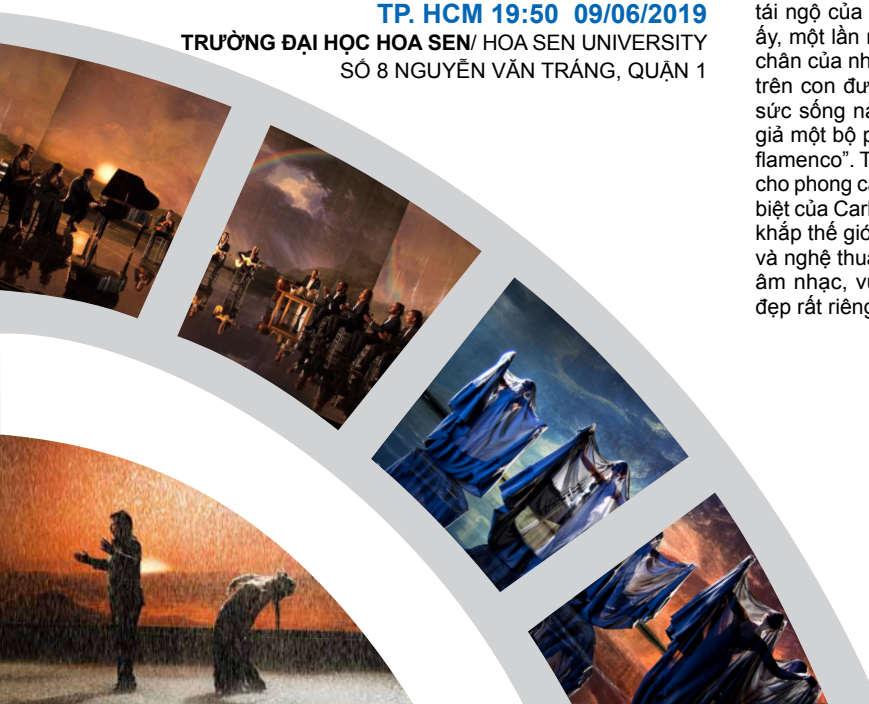 TP. HCM 19:50 09/06/2019
TRƯỜNG ĐẠI HỌC HOA SEN/ HOA SEN UNIVERSITY
SỐ 8 NGUYỄN VĂN TRÁNG, QUẬN 1
tái ngộ của
ấy, một lần
chân của nh
trên con đư
sức sống
giả một bộ
flamenco”. T
cho phong
biệt của Carl
khắp thế giớ
và nghệ thu
âm nhạc,
đẹp rất riêng